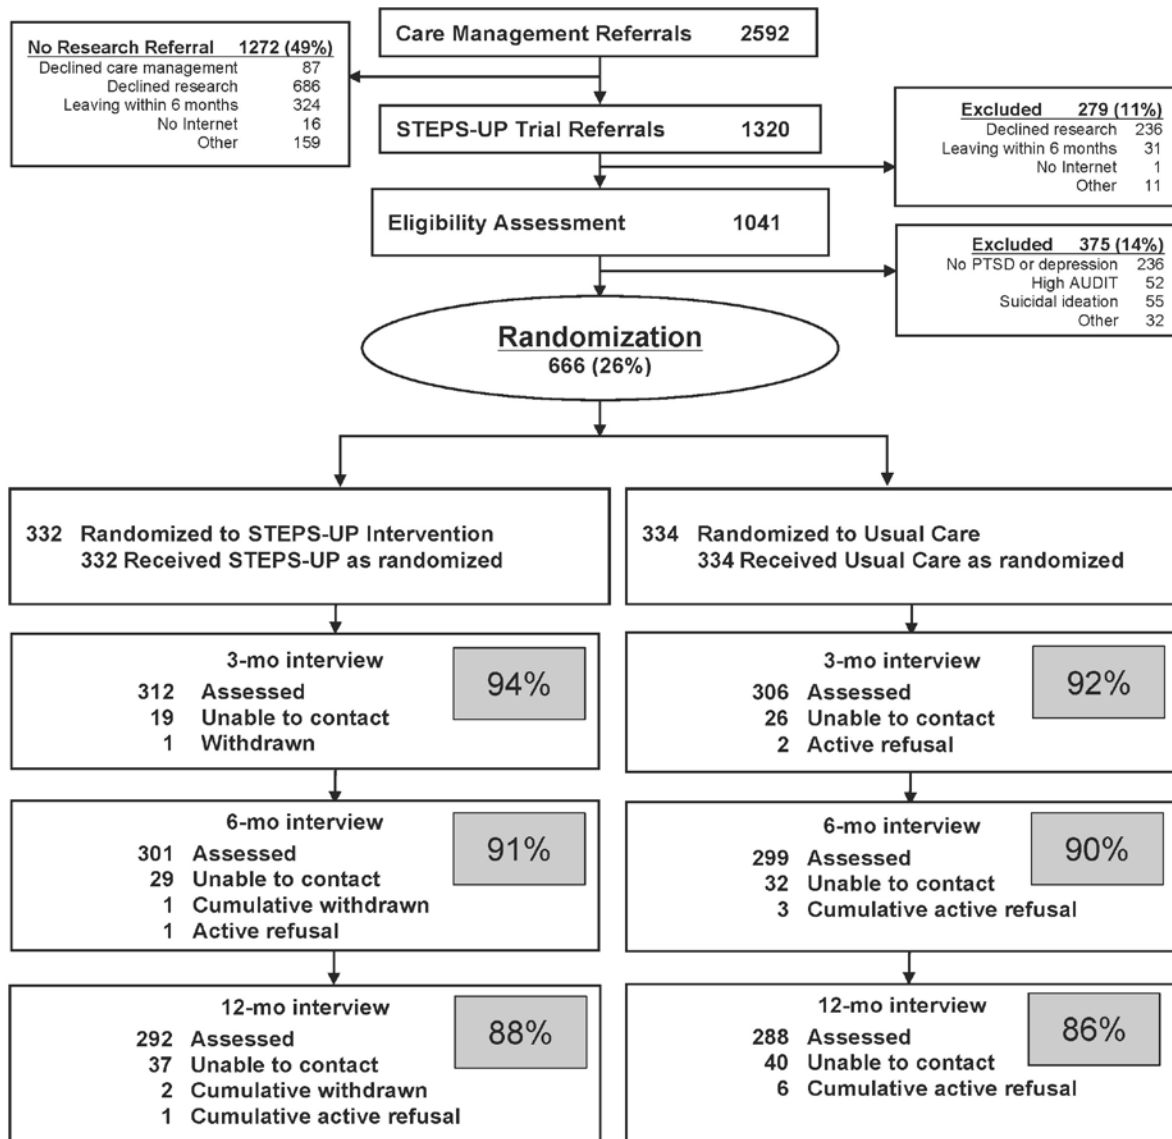 Care Management Referrals 2592
No Research Referral 1272 (49%)
Declined care management 87
Declined research 686
Leaving within 6 months 324
No Internet 16
Other 159
STEPS-UP Trial Referrals 1320
Excluded 279 (11%)
Declined research 236
Leaving within 6 months 31
No Internet 1
Other 11
Eligibility Assessment 1041
Excluded 375 (14%)
No PTSD or depression 236
High AUDIT 52
Suicidal ideation 55
Other 32
Randomization
666 (26%)
332 Randomized to STEPS-UP Intervention
332 Received STEPS-UP as randomized
334 Randomized to Usual Care
334 Received Usual Care as randomized
3-mo interview
94%
312 Assessed
19 Unable to contact
1 Withdrawn
3-mo interview
92%
306 Assessed
26 Unable to contact
2 Active refusal
6-mo interview
91%
301 Assessed
29 Unable to contact
1 Cumulative withdrawn
1 Active refusal
6-mo interview
90%
299 Assessed
32 Unable to contact
3 Cumulative active refusal
12-mo interview
88%
292 Assessed
37 Unable to contact
2 Cumulative withdrawn
1 Cumulative active refusal
12-mo interview
86%
288 Assessed
40 Unable to contact
6 Cumulative active refusal